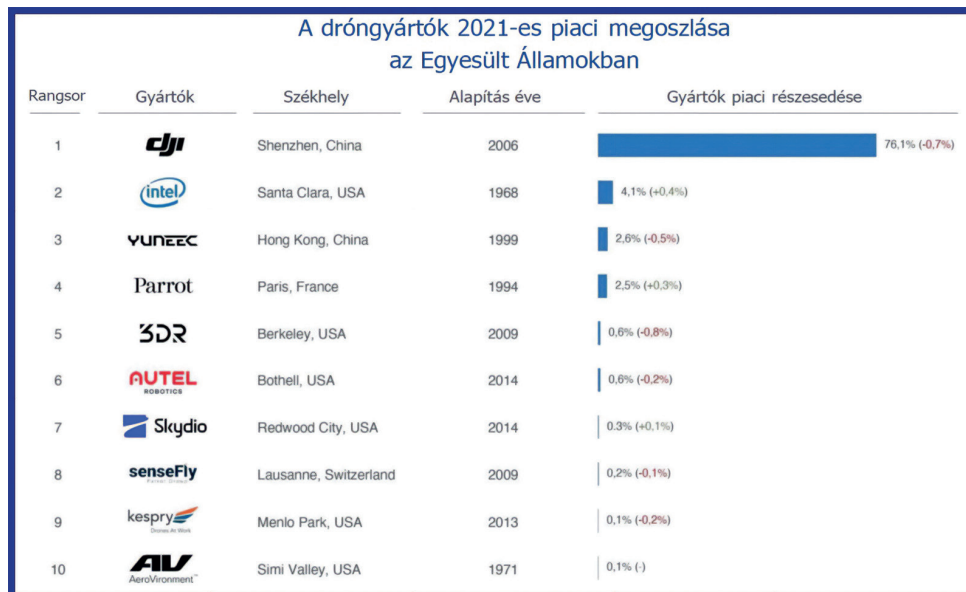 A dróngyártók 2021-es piaci megoszlása
az Egyesült Államokban
Rangsor Gyártók Székhely Alapítás éve Gyártók piaci részesedése
1 dji Shenzhen, China 2006 76,1% (-0,7%)
2 intel Santa Clara, USA 1968 4,1% (+0.4%)
3 YUNEEC Hong Kong, China 1999 2,6% (-0,5%)
4 Parrot Paris, France 1994 2,5% (+0,3%)
5 3DR Berkeley, USA 2009 0,6% (-0,8%)
6 AUTEL ROBOTICS Bothell, USA 2014 0,6% (-0,2%)
7 Skydio Redwood City, USA 2014 0.3% (+0,1%)
8 senseFly Parrot Group Lausanne, Switzerland 2009 0,2% (-0,1%)
9 kespry Drones At Work Menlo Park, USA 2013 0,1% (-0,2%)
10 AV AeroVironment™ Simi Valley, USA 1971 0,1% (-)